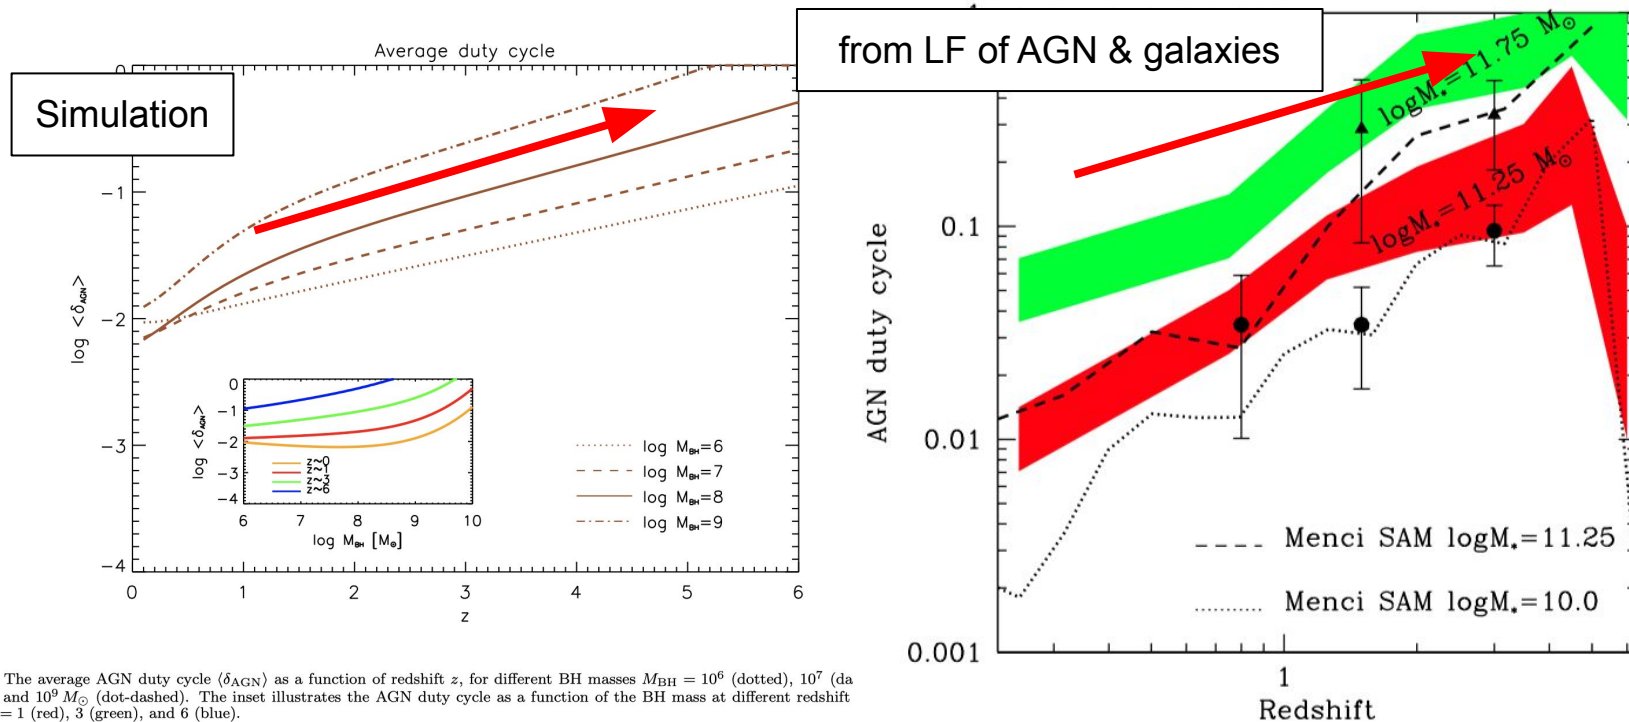 Simulation
from LF of AGN & galaxies
Average duty cycle
0
−1
−2
−3
−4
log <δAGN>
0 1 2 3 4 5 6
z
log MBH=6
log MBH=7
log MBH=8
log MBH=9
0
−1
−2
−3
−4
log <δAGN>
z~0
z~1
z~3
z~6
6 7 8 9 10
log MBH [M⊙]
The average AGN duty cycle ⟨δAGN⟩ as a function of redshift z, for different BH masses MBH = 10^6 (dotted), 10^7 (da
and 10^9 M⊙ (dot-dashed). The inset illustrates the AGN duty cycle as a function of the BH mass at different redshift
= 1 (red), 3 (green), and 6 (blue).
logM*=11.75 M⊙
logM*=11.25 M⊙
0.1
0.01
0.001
AGN duty cycle
Menci SAM logM*=11.25
Menci SAM logM*=10.0
1
Redshift